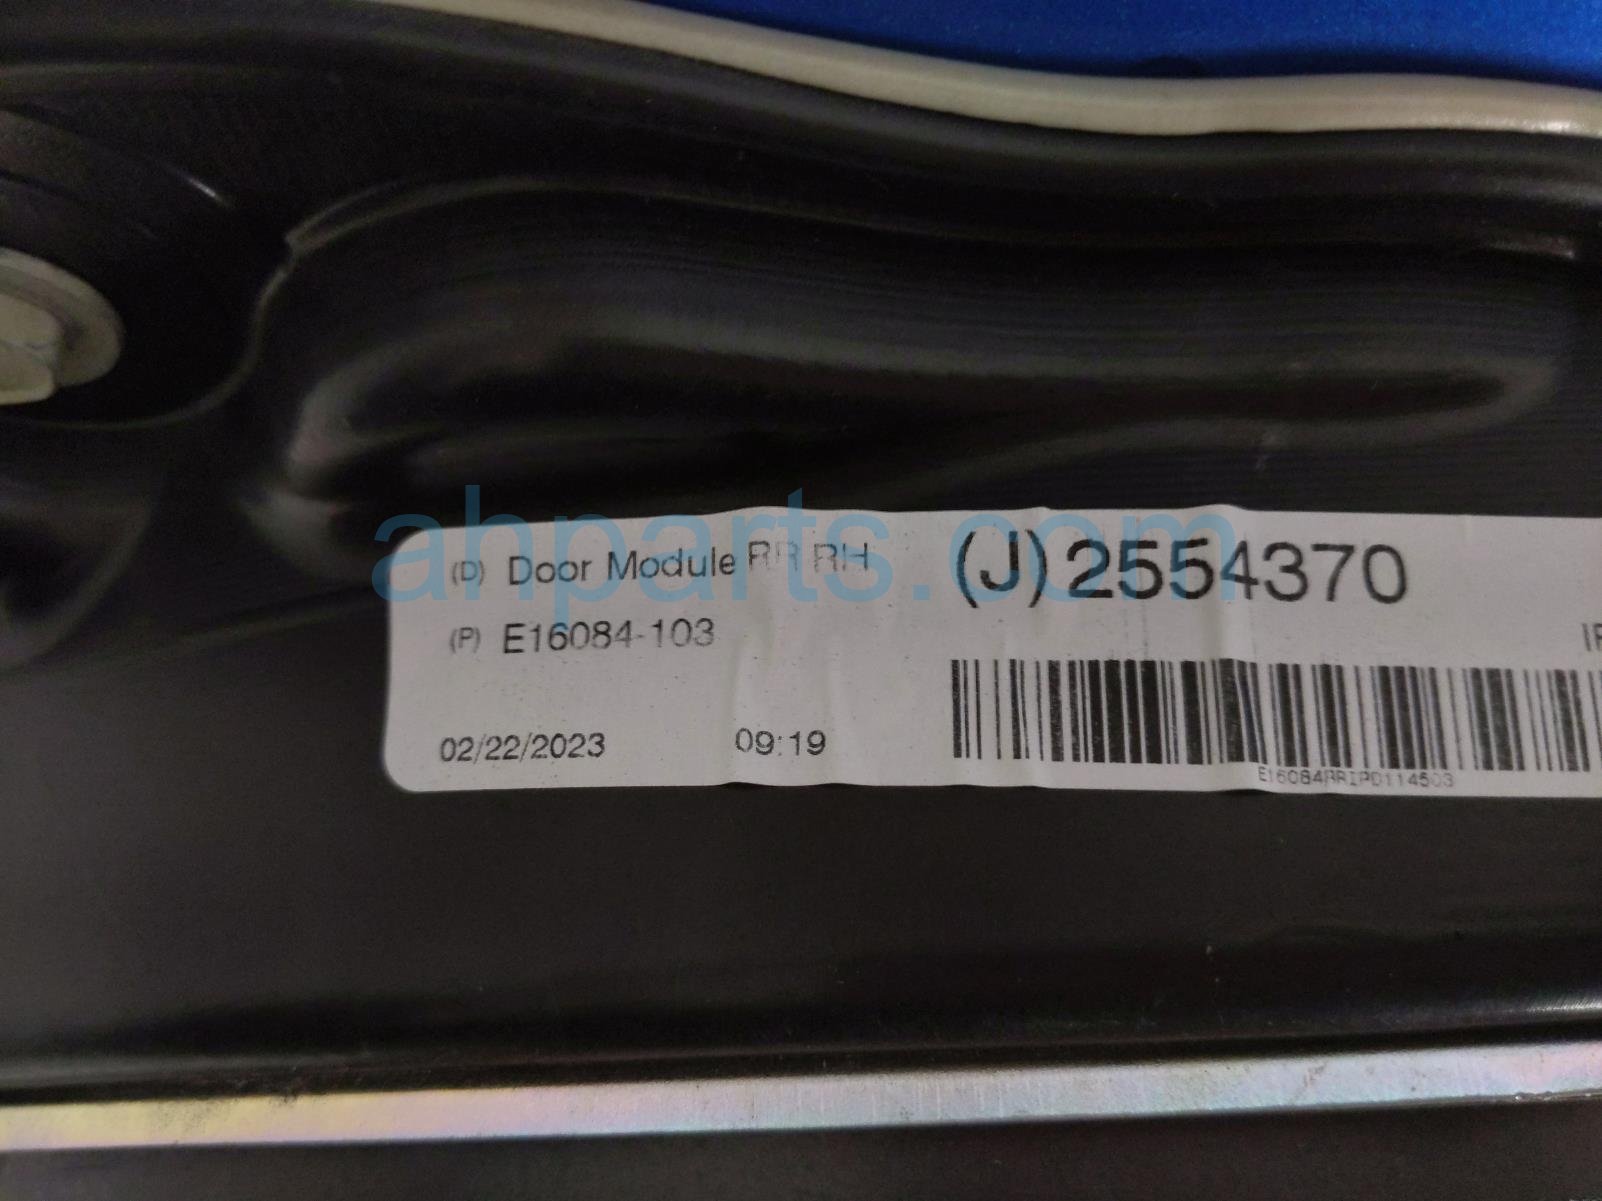 (D) Door Module RR RH
(J) 2554370
(P) E16084-103
02/22/2023 09:19
E16084RRIPD114503
ahparts.com